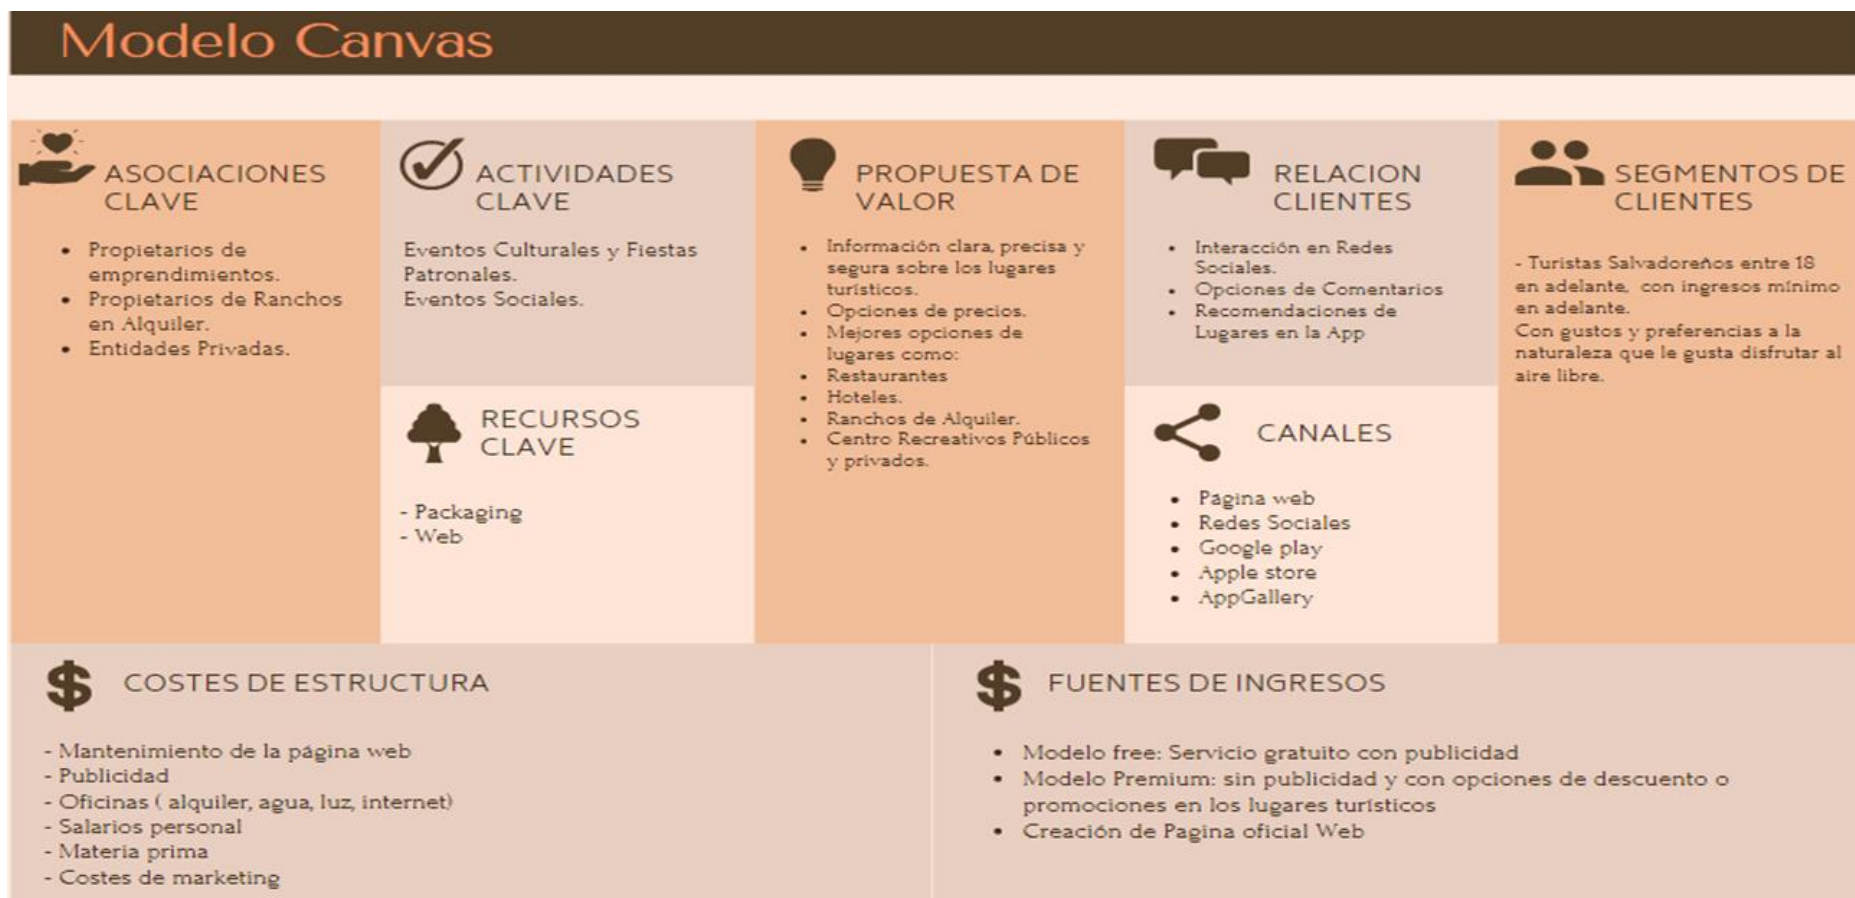 Modelo Canvas
ASOCIACIONES
CLAVE
• Propietarios de
emprendimientos.
• Propietarios de Ranchos
en Alquiler.
• Entidades Privadas.
ACTIVIDADES
CLAVE
Eventos Culturales y Fiestas
Patronales.
Eventos Sociales.
RECURSOS
CLAVE
- Packaging
- Web
PROPUESTA DE
VALOR
• Información clara, precisa y
segura sobre los lugares
turísticos.
• Opciones de precios.
• Mejores opciones de
lugares como:
• Restaurantes
• Hoteles.
• Ranchos de Alquiler.
• Centro Recreativos Públicos
y privados.
RELACION
CLIENTES
• Interacción en Redes
Sociales.
• Opciones de Comentarios
• Recomendaciones de
Lugares en la App
CANALES
• Página web
• Redes Sociales
• Google play
• Apple store
• AppGallery
SEGMENTOS DE
CLIENTES
- Turistas Salvadoreños entre 18
en adelante, con ingresos mínimo
en adelante.
Con gustos y preferencias a la
naturaleza que le gusta disfrutar al
aire libre.
COSTES DE ESTRUCTURA
- Mantenimiento de la página web
- Publicidad
- Oficinas ( alquiler, agua, luz, internet)
- Salarios personal
- Materia prima
- Costes de marketing
FUENTES DE INGRESOS
• Modelo free: Servicio gratuito con publicidad
• Modelo Premium: sin publicidad y con opciones de descuento o
promociones en los lugares turísticos
• Creación de Pagina oficial Web